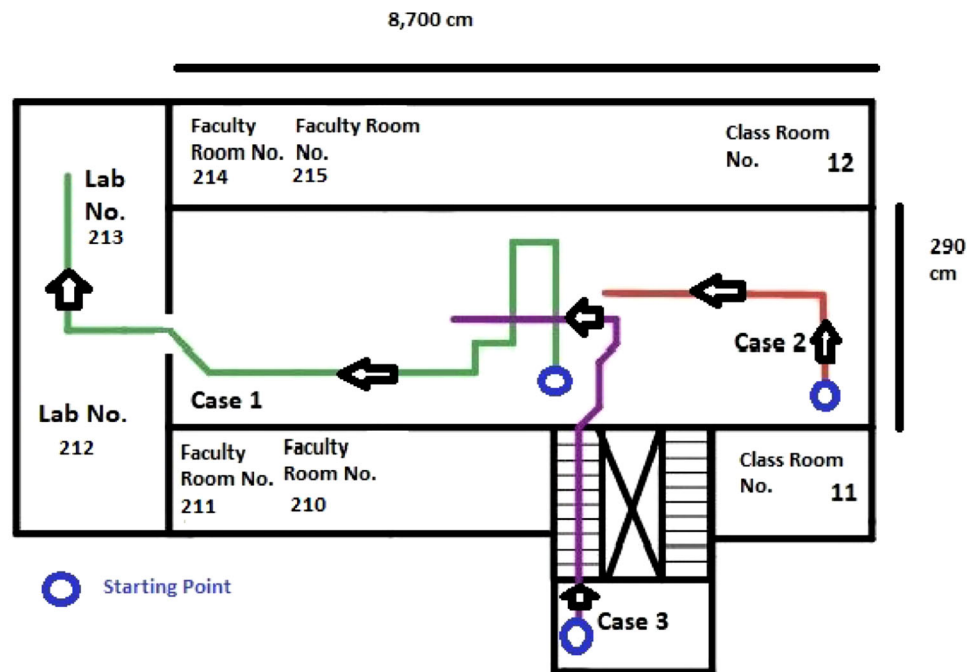 8,700 cm
Faculty
Room No.
214
Faculty Room
No.
215
Class Room
No. 12
Lab
No.
213
290
cm
Case 2
Case 1
Lab No.
212
Faculty
Room No.
211
Faculty
Room No.
210
Class Room
No. 11
Starting Point
Case 3